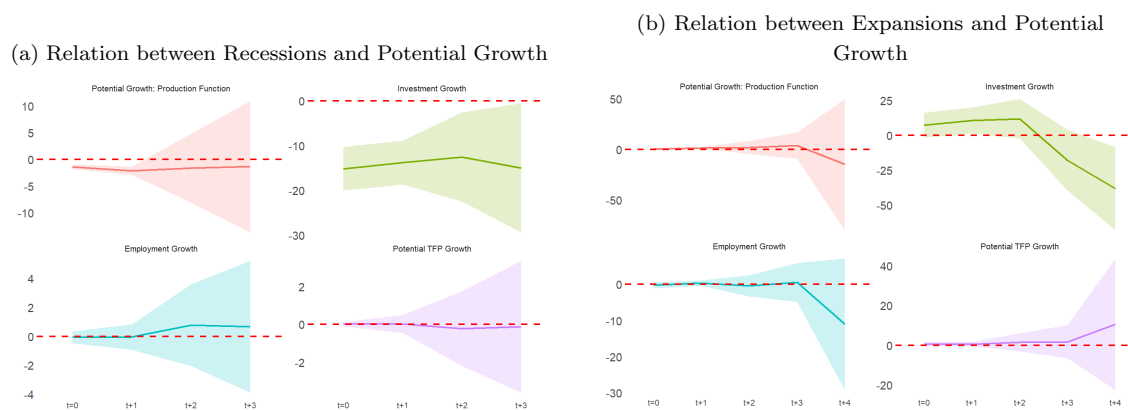 (a) Relation between Recessions and Potential Growth
Potential Growth: Production Function
Investment Growth
10
5
0
-5
-10
0
-10
-20
-30
Employment Growth
Potential TFP Growth
4
2
0
-2
-4
2
0
-2
t=0 t+1 t+2 t+3
t=0 t+1 t+2 t+3
(b) Relation between Expansions and Potential
Growth
Potential Growth: Production Function
Investment Growth
50
0
-50
25
0
-25
-50
Employment Growth
Potential TFP Growth
0
-10
-20
-30
40
20
0
-20
t=0 t+1 t+2 t+3 t+4
t=0 t+1 t+2 t+3 t+4